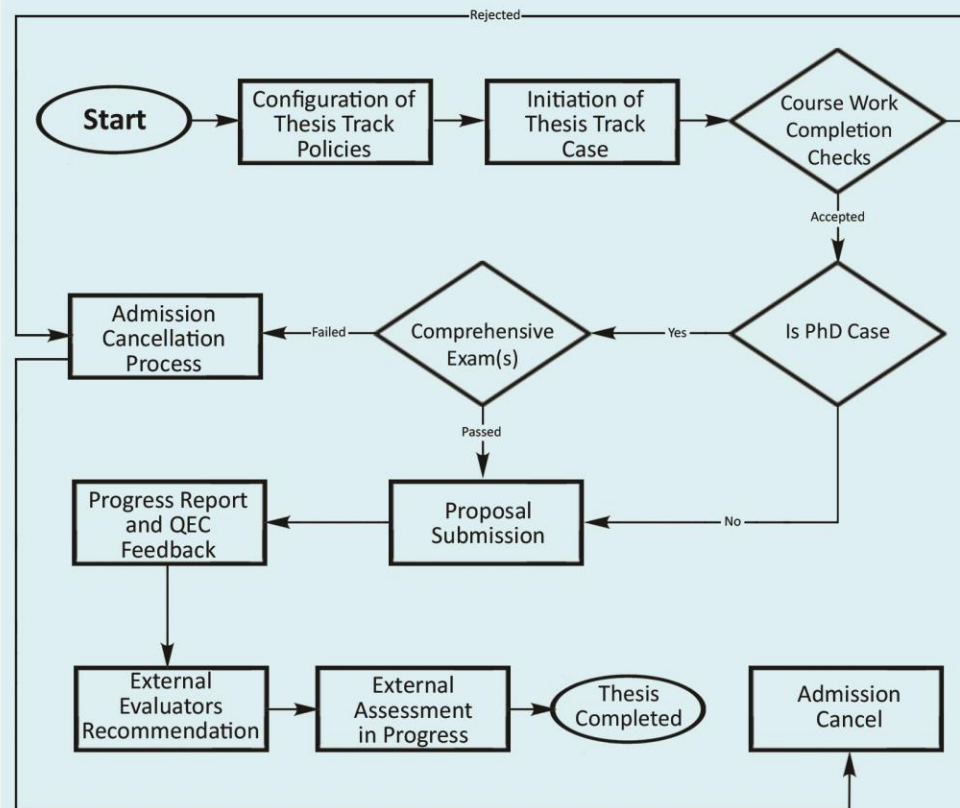 Rejected
Start
Configuration of
Thesis Track
Policies
Initiation of
Thesis Track
Case
Course Work
Completion
Checks
Accepted
Admission
Cancellation
Process
Failed
Comprehensive
Exam(s)
Yes
Is PhD Case
Passed
Progress Report
and QEC
Feedback
Proposal
Submission
No
External
Evaluators
Recommendation
External
Assessment
in Progress
Thesis
Completed
Admission
Cancel